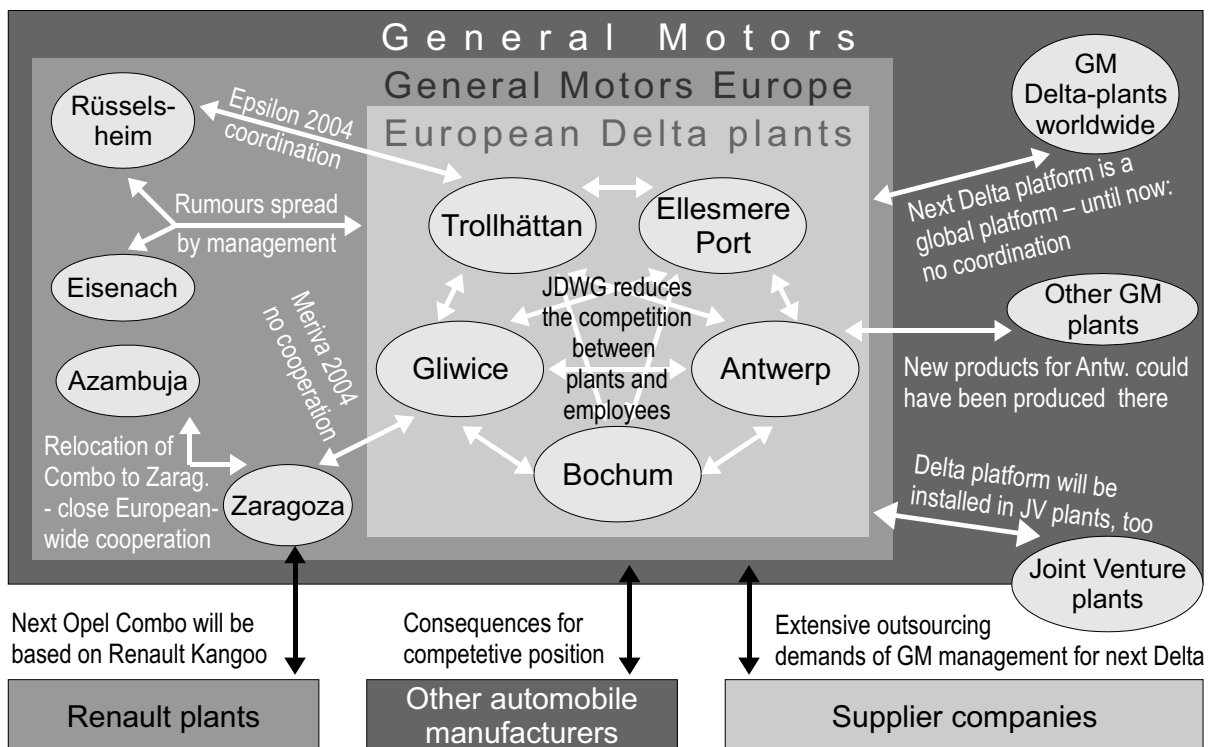 General Motors
General Motors Europe
European Delta plants
Rüssels-
heim
Epsilon 2004
coordination
GM
Delta-plants
worldwide
Rumours spread
by management
Trollhättan
Ellesmere
Port
Next Delta platform is a
global platform – until now:
no coordination
Eisenach
Meriva 2004
no cooperation
JDWG reduces
the competition
between
plants and
employees
Other GM
plants
Azambuja
Gliwice
Antwerp
New products for Antw. could
have been produced there
Relocation of
Combo to Zarag.
- close European-
wide cooperation
Zaragoza
Bochum
Delta platform will be
installed in JV plants, too
Joint Venture
plants
Next Opel Combo will be
based on Renault Kangoo
Consequences for
competetive position
Extensive outsourcing
demands of GM management for next Delta
Renault plants
Other automobile
manufacturers
Supplier companies